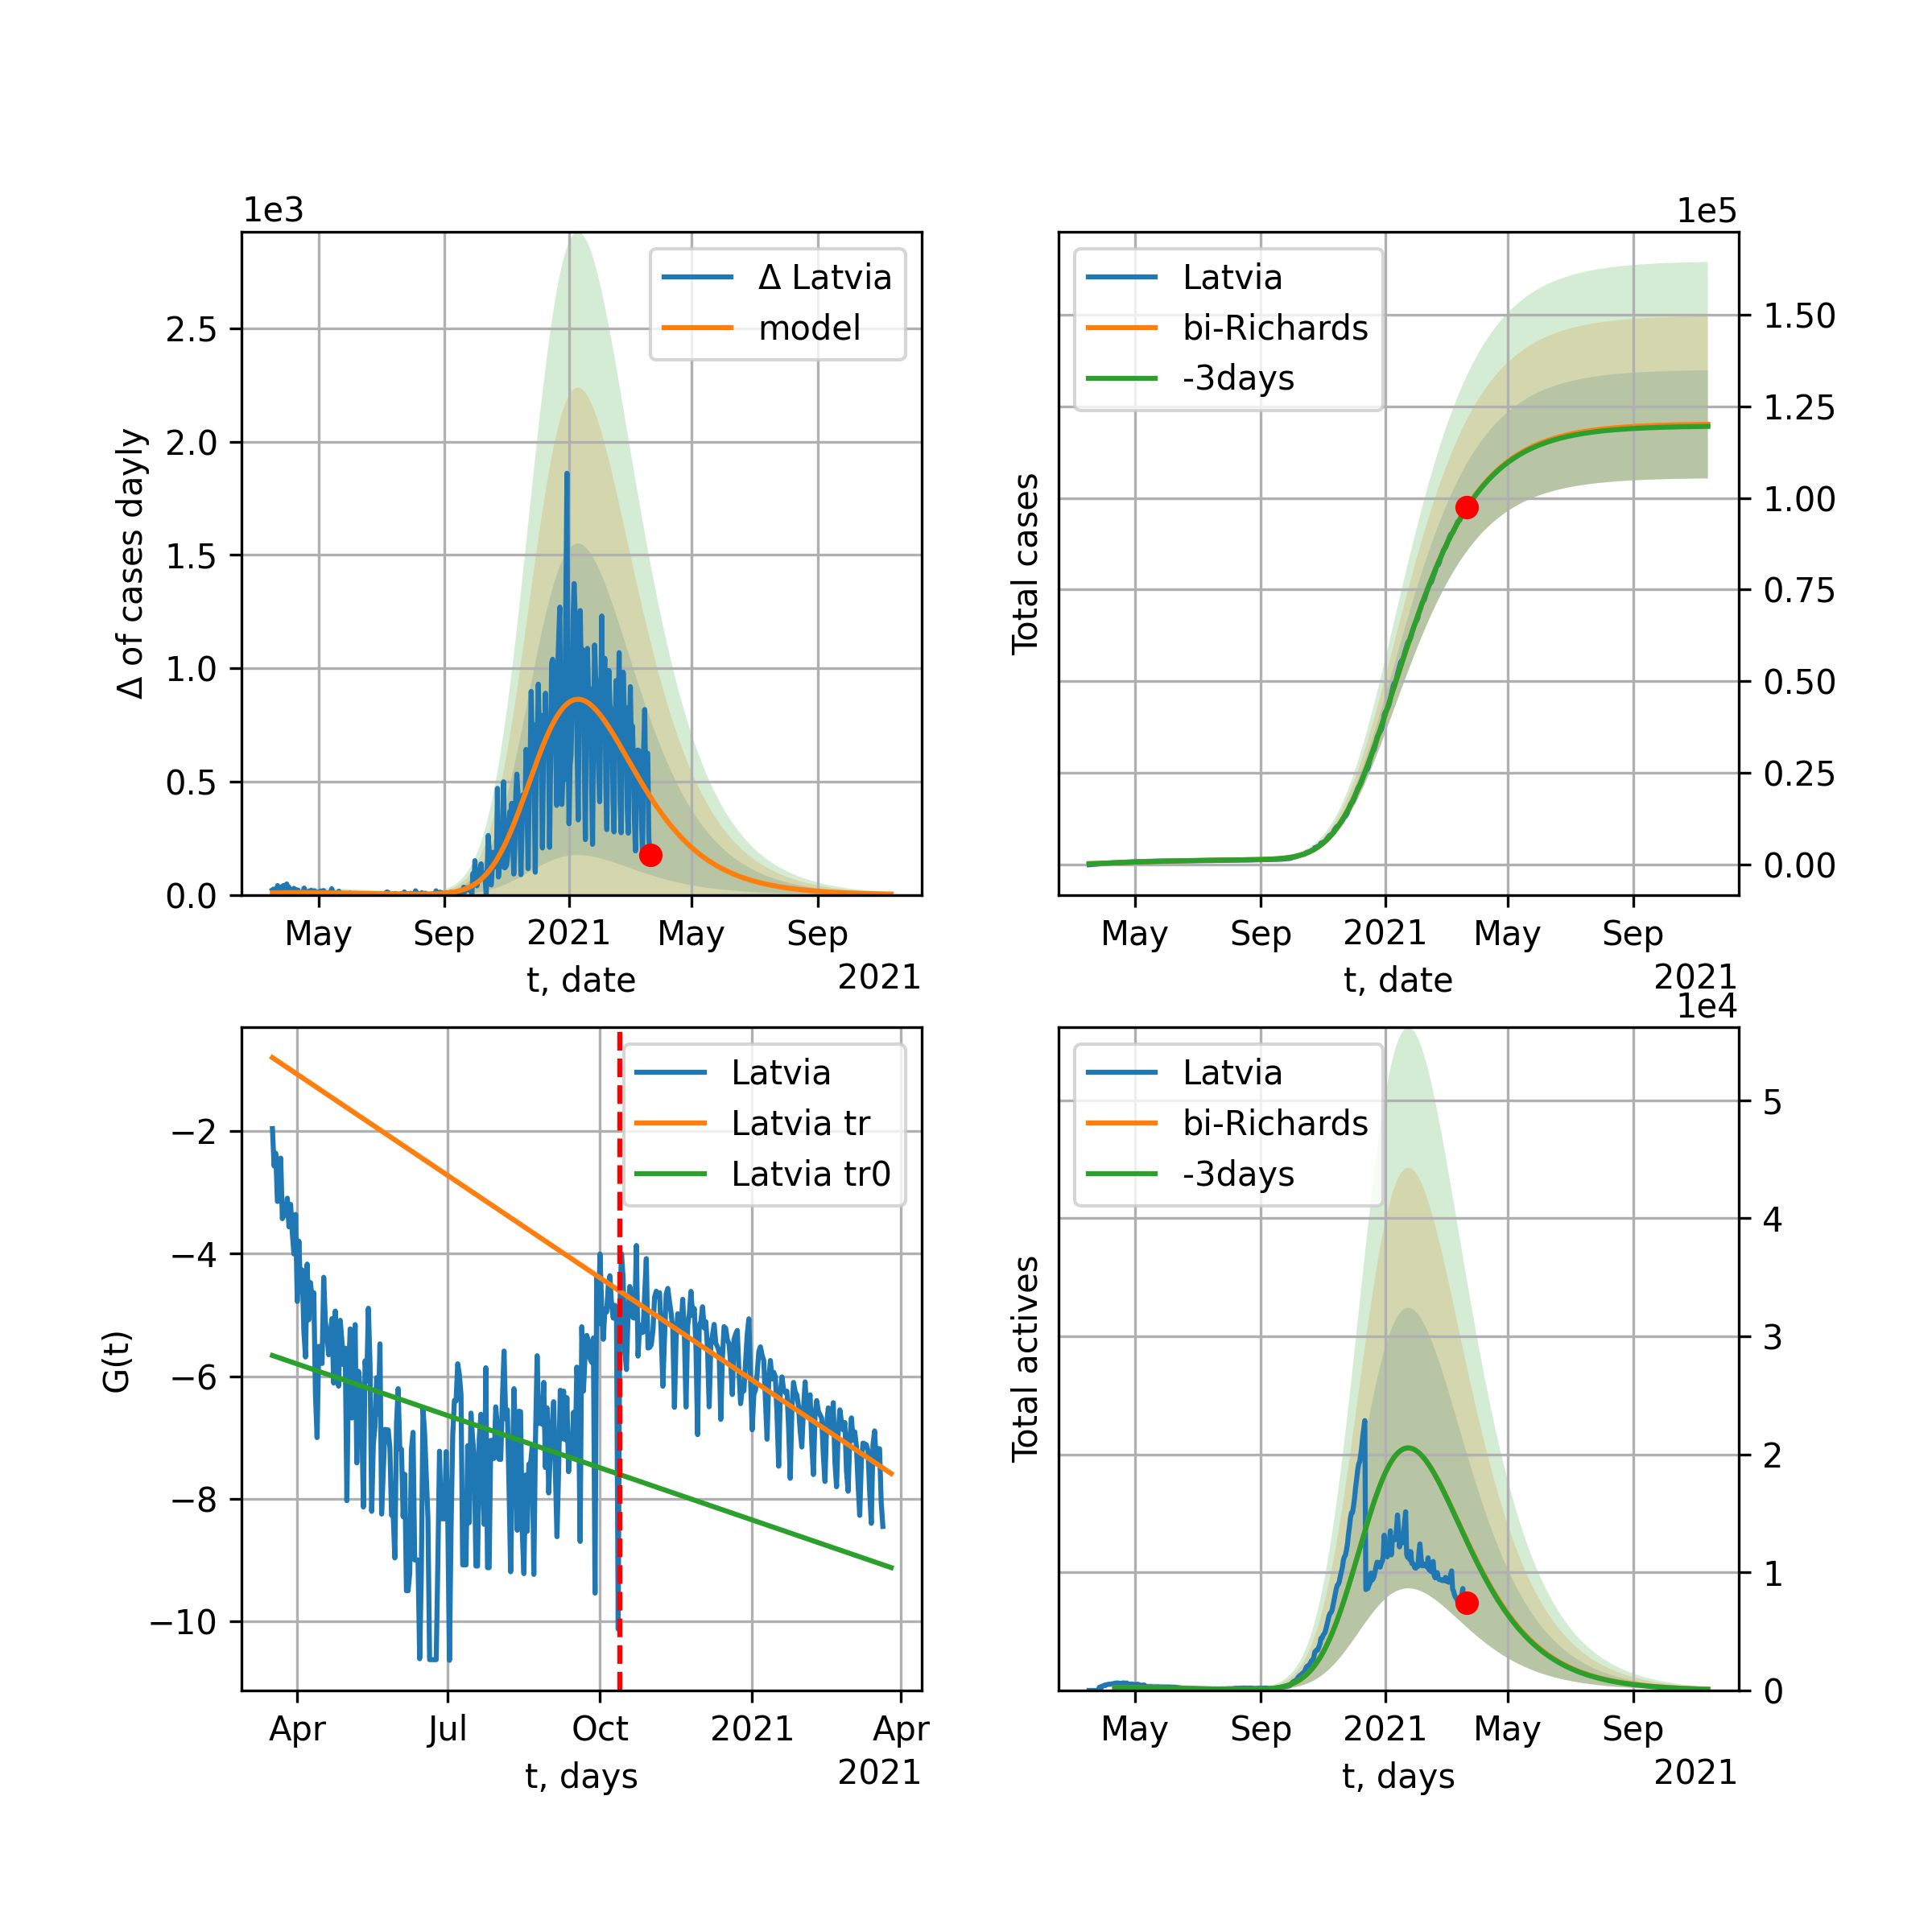 1e3
Δ of cases dayly
2.5
2.0
1.5
1.0
0.5
0.0
Δ Latvia
model
May Sep 2021 May Sep
t, date
2021
1e5
Total cases
Latvia
bi-Richards
-3days
1.50
1.25
1.00
0.75
0.50
0.25
0.00
May Sep 2021 May Sep
t, date
2021
G(t)
−2
−4
−6
−8
−10
Latvia
Latvia tr
Latvia tr0
Apr Jul Oct 2021 Apr
t, days
2021
1e4
Total actives
Latvia
bi-Richards
-3days
5
4
3
2
1
0
May Sep 2021 May Sep
t, days
2021